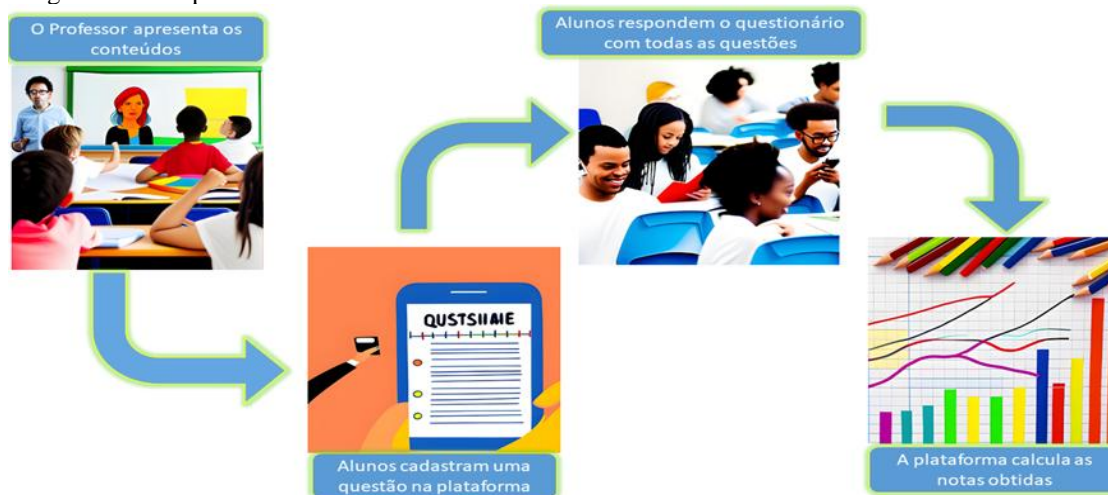 O Professor apresenta os
conteúdos
Alunos cadastram uma
questão na plataforma
QUSTSIIAIE
Alunos respondem o questionário
com todas as questões
A plataforma calcula as
notas obtidas